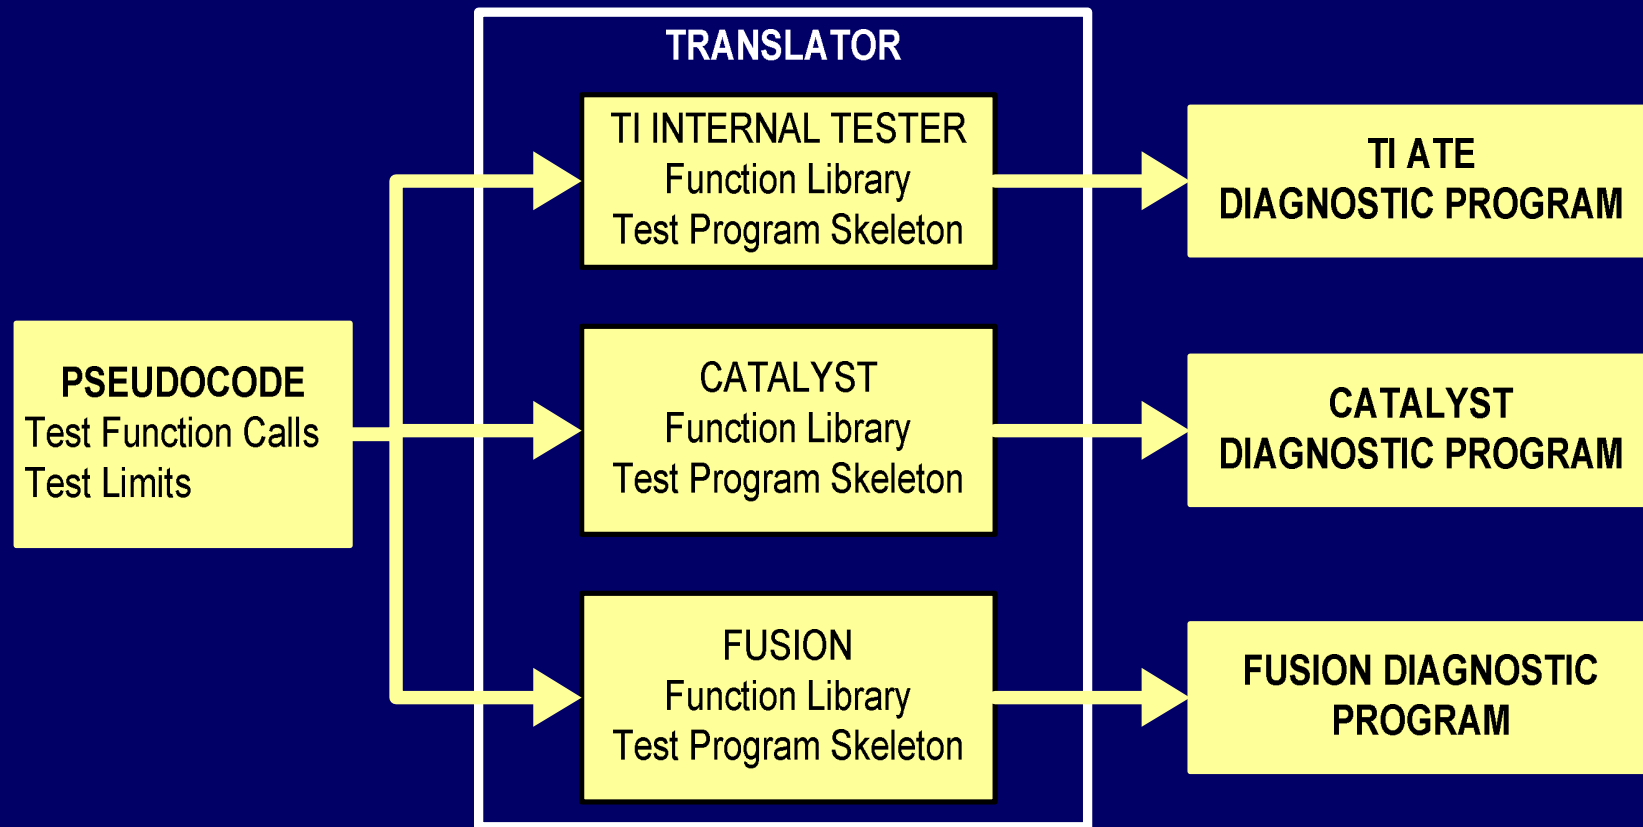 TRANSLATOR
PSEUDOCODE
Test Function Calls
Test Limits
TI INTERNAL TESTER
Function Library
Test Program Skeleton
CATALYST
Function Library
Test Program Skeleton
FUSION
Function Library
Test Program Skeleton
TI ATE
DIAGNOSTIC PROGRAM
CATALYST
DIAGNOSTIC PROGRAM
FUSION DIAGNOSTIC
PROGRAM